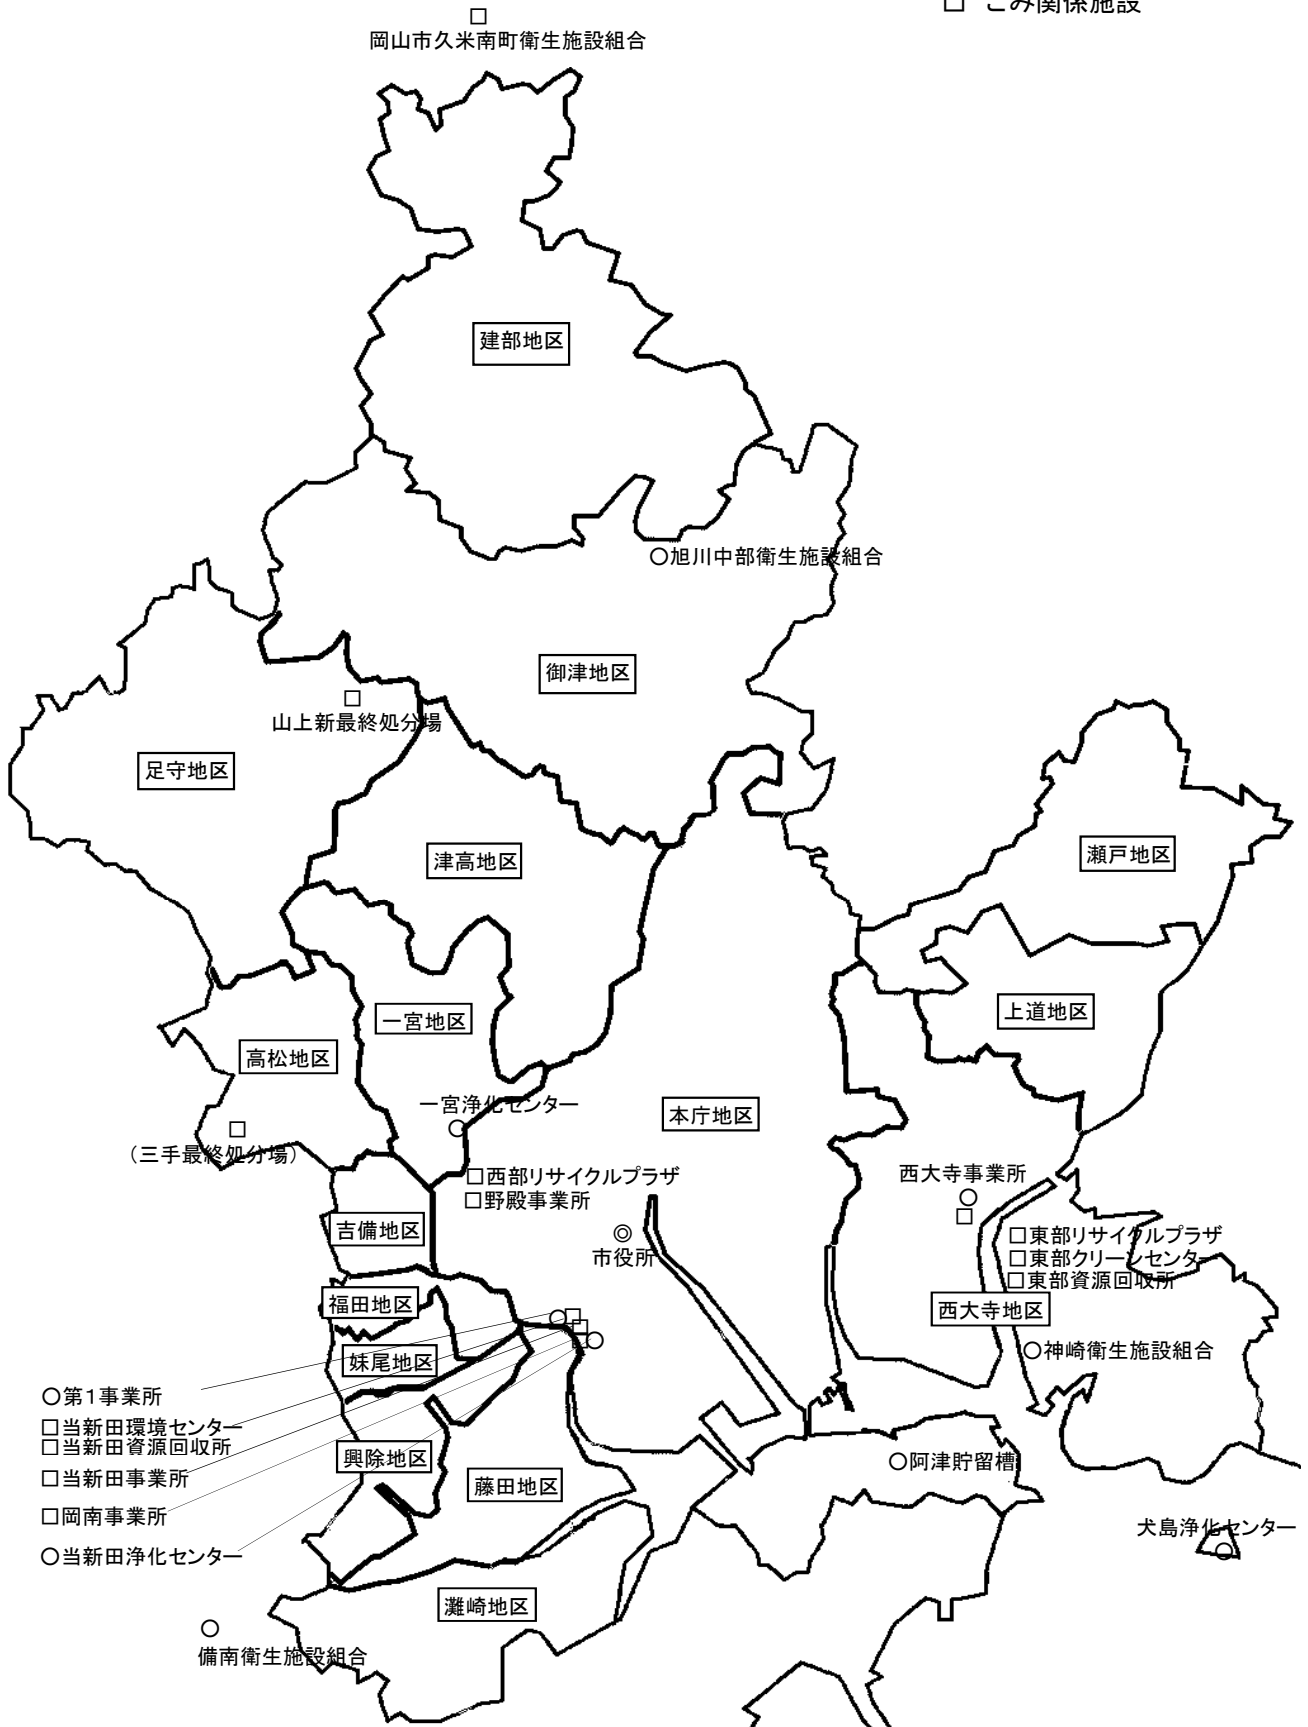 □ ごみ関係施設
□
岡山市久米南町衛生施設組合
建部地区
○旭川中部衛生施設組合
御津地区
□
山上新最終処分場
足守地区
津高地区
瀬戸地区
一宮地区
上道地区
高松地区
一宮浄化センター
○
本庁地区
□
（三手最終処分場）
□西部リサイクルプラザ
□野殿事業所
西大寺事業所
○
□
吉備地区
◎
市役所
□東部リサイクルプラザ
□東部クリーンセンター
□東部資源回収所
福田地区
西大寺地区
妹尾地区
○神崎衛生施設組合
○第１事業所
□当新田環境センター
□当新田資源回収所
興除地区
○阿津貯留槽
□当新田事業所
藤田地区
□岡南事業所
犬島浄化センター
○
○当新田浄化センター
灘崎地区
○
備南衛生施設組合